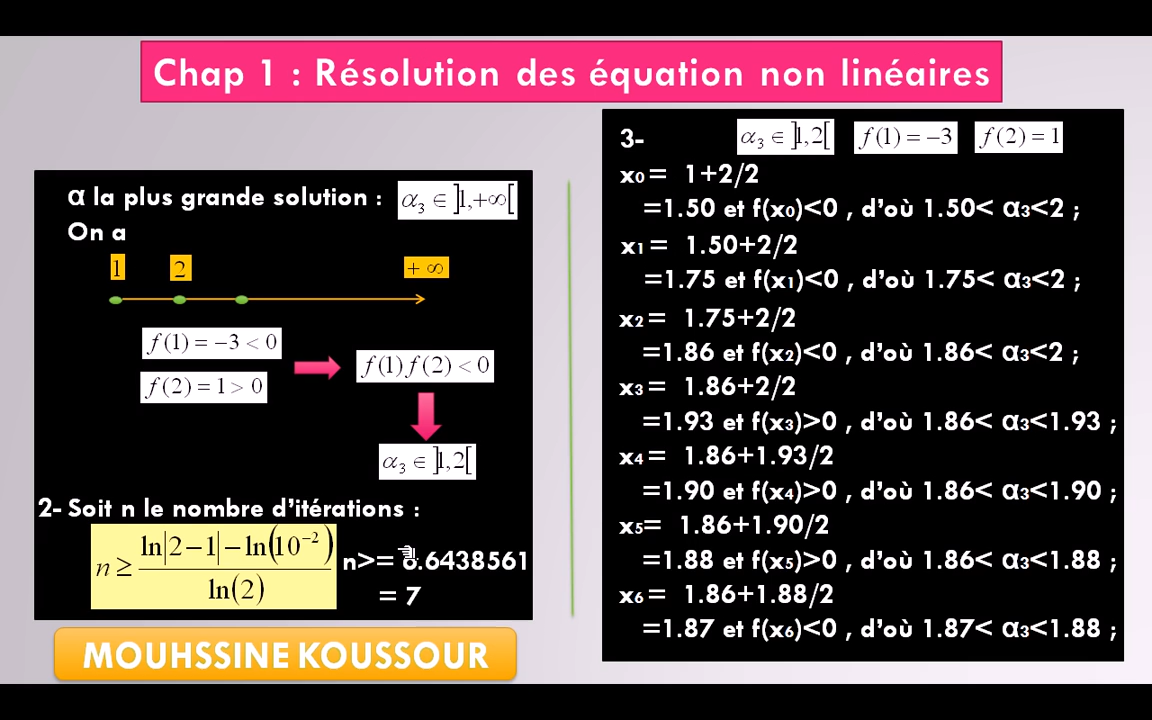 Chap 1 : Résolution des équation non linéaires
α la plus grande solution : α₃ ∈ ]1,+∞[
On a
1 2 +∞
f(1) = −3 < 0
f(2) = 1 > 0
f(1) f(2) < 0
α₃ ∈ ]1,2[
2- Soit n le nombre d'itérations :
n ≥ (ln|2−1|−ln(10⁻²))/ln(2) n>= 6.6438561
= 7
MOUHSSINE KOUSSOUR
3- α₃ ∈ ]1,2[ f(1) = −3 f(2) = 1
x₀ = 1+2/2
=1.50 et f(x₀)<0 , d'où 1.50< α₃<2 ;
x₁ = 1.50+2/2
=1.75 et f(x₁)<0 , d'où 1.75< α₃<2 ;
x₂ = 1.75+2/2
=1.86 et f(x₂)<0 , d'où 1.86< α₃<2 ;
x₃ = 1.86+2/2
=1.93 et f(x₃)>0 , d'où 1.86< α₃<1.93 ;
x₄ = 1.86+1.93/2
=1.90 et f(x₄)>0 , d'où 1.86< α₃<1.90 ;
x₅= 1.86+1.90/2
=1.88 et f(x₅)>0 , d'où 1.86< α₃<1.88 ;
x₆ = 1.86+1.88/2
=1.87 et f(x₆)<0 , d'où 1.87< α₃<1.88 ;